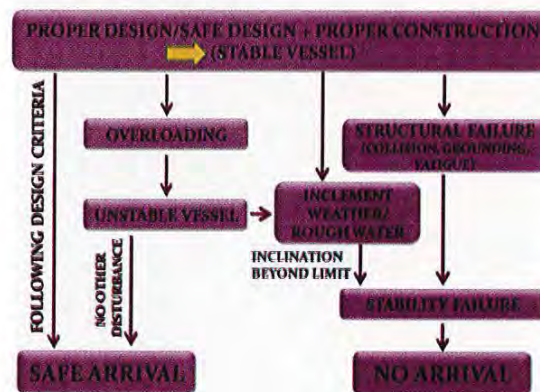 PROPER DESIGN/SAFE DESIGN + PROPER CONSTRUCTION
(STABLE VESSEL)
FOLLOWING DESIGN CRITERIA
OVERLOADING
STRUCTURAL FAILURE
(COLLISION, GROUNDING,
FATIGUE)
UNSTABLE VESSEL
INCLEMENT
WEATHER/
ROUGH WATER
NO OTHER
DISTURBANCE
INCLINATION
BEYOND LIMIT
STABILITY FAILURE
SAFE ARRIVAL
NO ARRIVAL